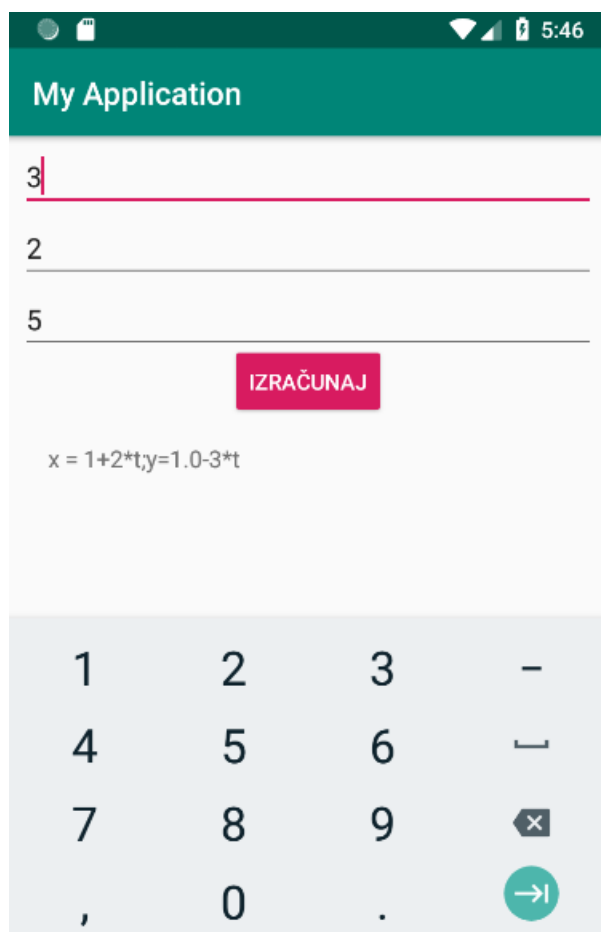 5:46
My Application
3
2
5
IZRAČUNAJ
x = 1+2*t;y=1.0-3*t
1 2 3 –
4 5 6
7 8 9
, 0 .